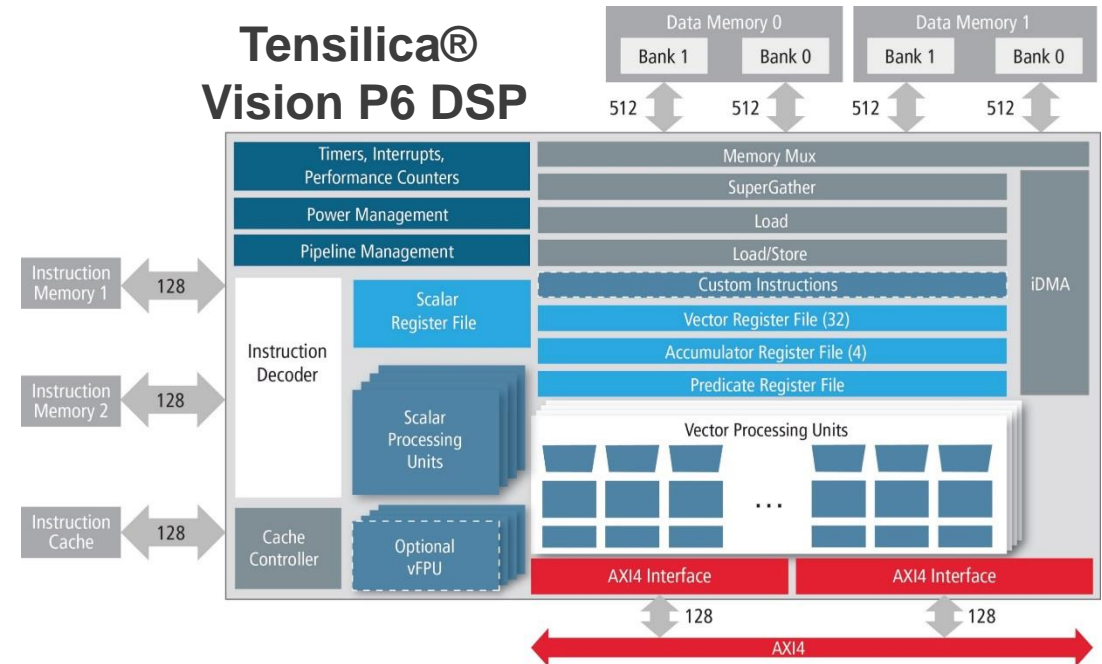 Tensilica®
Vision P6 DSP
Data Memory 0
Bank 1
Bank 0
Data Memory 1
Bank 1
Bank 0
512
512
512
512
Timers, Interrupts,
Performance Counters
Power Management
Pipeline Management
Memory Mux
SuperGather
Load
Load/Store
Custom Instructions
Vector Register File (32)
Accumulator Register File (4)
Predicate Register File
iDMA
Instruction
Memory 1
128
Instruction
Memory 2
128
Instruction
Cache
128
Instruction
Decoder
Scalar
Register File
Scalar
Processing
Units
Cache
Controller
Optional
vFPU
Vector Processing Units
...
AXI4 Interface
AXI4 Interface
128
128
AXI4